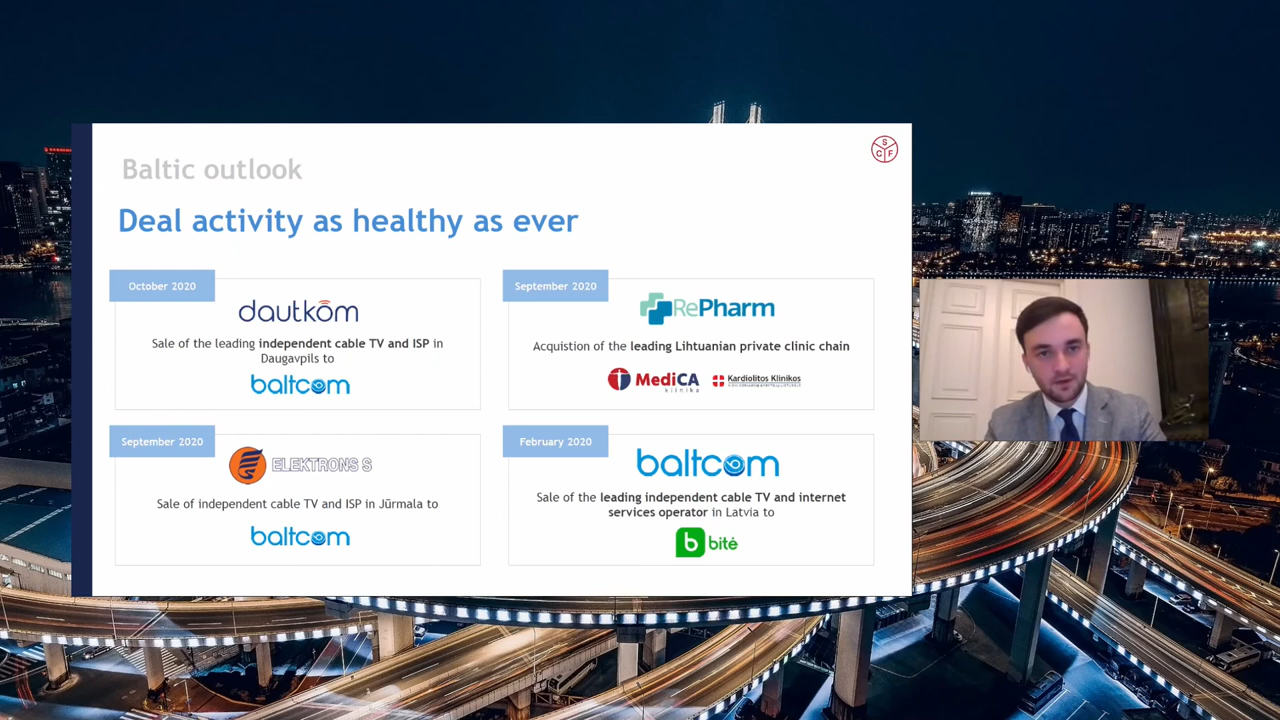 Baltic outlook
S
C F
Deal activity as healthy as ever
October 2020
dautkom
Sale of the leading independent cable TV and ISP in
Daugavpils to
baltcom
September 2020
RePharm
Acquistion of the leading Lihtuanian private clinic chain
MediCA
klinika
Kardiolitos Klinikos
September 2020
ELEKTRONS S
Sale of independent cable TV and ISP in Jūrmala to
baltcom
February 2020
baltcom
Sale of the leading independent cable TV and internet
services operator in Latvia to
b bitė